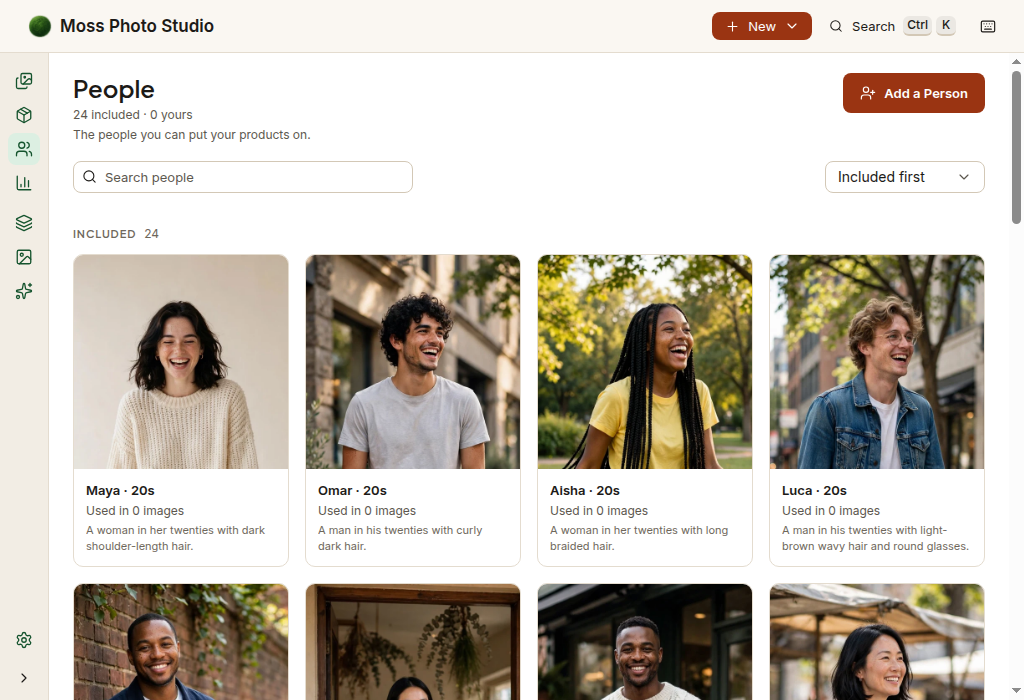 Moss Photo Studio
New
Search Ctrl K
People
24 included · 0 yours
The people you can put your products on.
Add a Person
Search people
Included first
INCLUDED 24
Maya · 20s
Used in 0 images
A woman in her twenties with dark
shoulder-length hair.
Omar · 20s
Used in 0 images
A man in his twenties with curly
dark hair.
Aisha · 20s
Used in 0 images
A woman in her twenties with long
braided hair.
Luca · 20s
Used in 0 images
A man in his twenties with light-
brown wavy hair and round glasses.